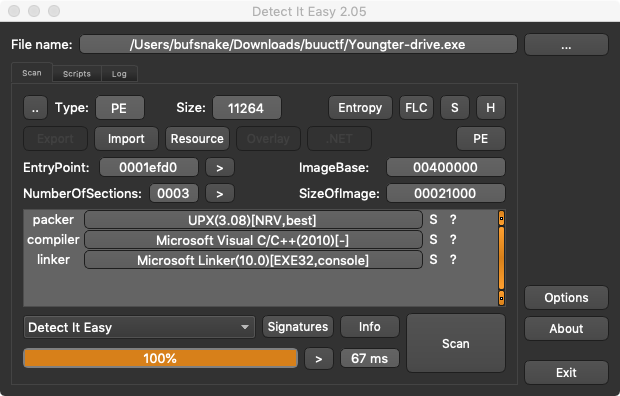 Detect It Easy 2.05
File name: /Users/bufsnake/Downloads/buuctf/Youngter-drive.exe ...
Scan Scripts Log
.. Type: PE Size: 11264 Entropy FLC S H
Export Import Resource Overlay .NET PE
EntryPoint: 0001efd0 > ImageBase: 00400000
NumberOfSections: 0003 > SizeOfImage: 00021000
packer UPX(3.08)[NRV,best] S ?
compiler Microsoft Visual C/C++(2010)[-] S ?
linker Microsoft Linker(10.0)[EXE32,console] S ?
Options
Detect It Easy Signatures Info Scan About
100% > 67 ms
Exit